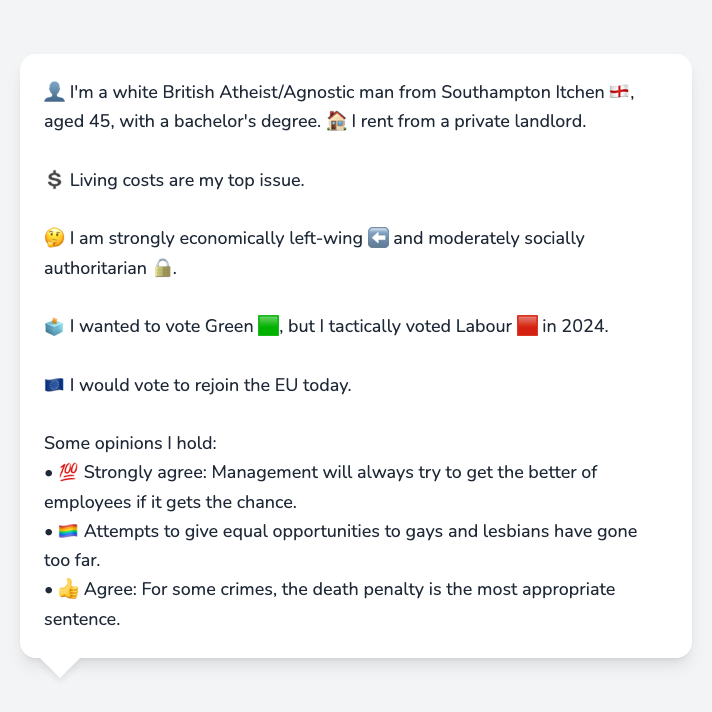 👤 I'm a white British Atheist/Agnostic man from Southampton Itchen 🏴󠁧󠁢󠁥󠁮󠁧󠁿,
aged 45, with a bachelor's degree. 🏠 I rent from a private landlord.
💲 Living costs are my top issue.
🤔 I am strongly economically left-wing ⬅️ and moderately socially
authoritarian 🔒.
🗳️ I wanted to vote Green 🟩, but I tactically voted Labour 🟥 in 2024.
🇪🇺 I would vote to rejoin the EU today.
Some opinions I hold:
• 💯 Strongly agree: Management will always try to get the better of
employees if it gets the chance.
• 🏳️‍🌈 Attempts to give equal opportunities to gays and lesbians have gone
too far.
• 👍 Agree: For some crimes, the death penalty is the most appropriate
sentence.